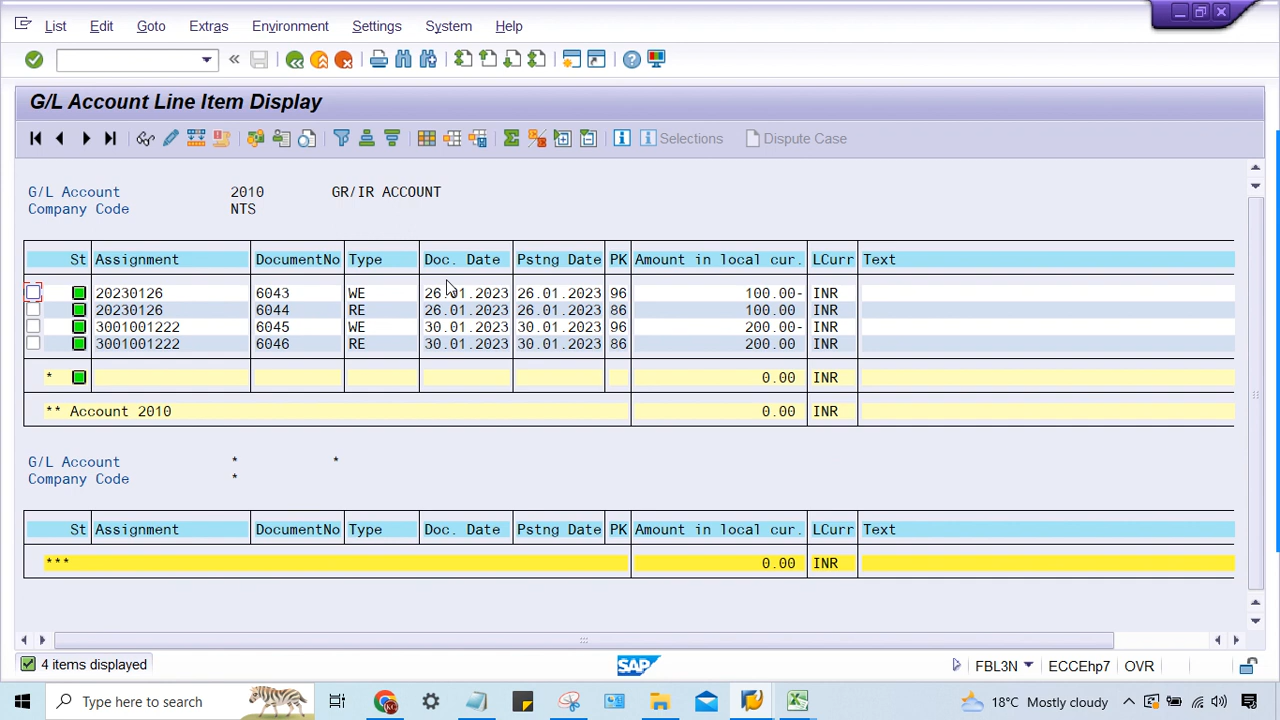 List Edit Goto Extras Environment Settings System Help
G/L Account Line Item Display
Selections Dispute Case
G/L Account 2010 GR/IR ACCOUNT
Company Code NTS
St Assignment DocumentNo Type Doc. Date Pstng Date PK Amount in local cur. LCurr Text
20230126 6043 WE 26.01.2023 26.01.2023 96 100.00- INR
20230126 6044 RE 26.01.2023 26.01.2023 86 100.00 INR
3001001222 6045 WE 30.01.2023 30.01.2023 96 200.00- INR
3001001222 6046 RE 30.01.2023 30.01.2023 86 200.00 INR
* 0.00 INR
** Account 2010 0.00 INR
G/L Account * *
Company Code *
St Assignment DocumentNo Type Doc. Date Pstng Date PK Amount in local cur. LCurr Text
*** 0.00 INR
4 items displayed SAP FBL3N ECCEhp7 OVR
Type here to search 18°C Mostly cloudy